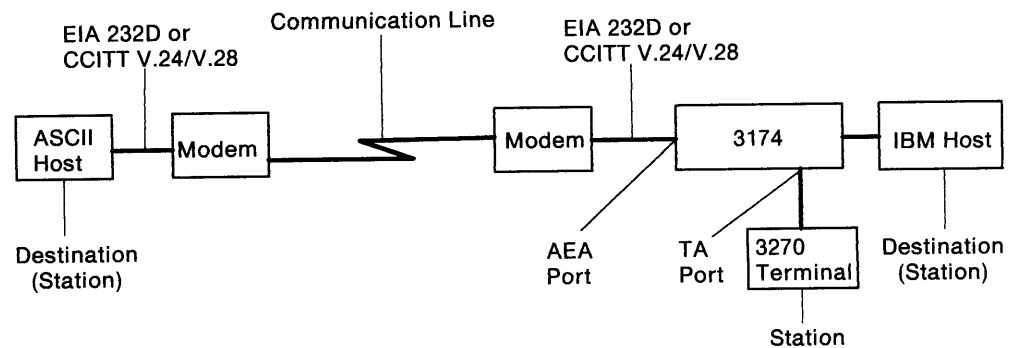 Communication Line
EIA 232D or
CCITT V.24/V.28
EIA 232D or
CCITT V.24/V.28
ASCII
Host
Modem
Modem
3174
IBM Host
Destination
(Station)
AEA
Port
TA
Port
3270
Terminal
Destination
(Station)
Station